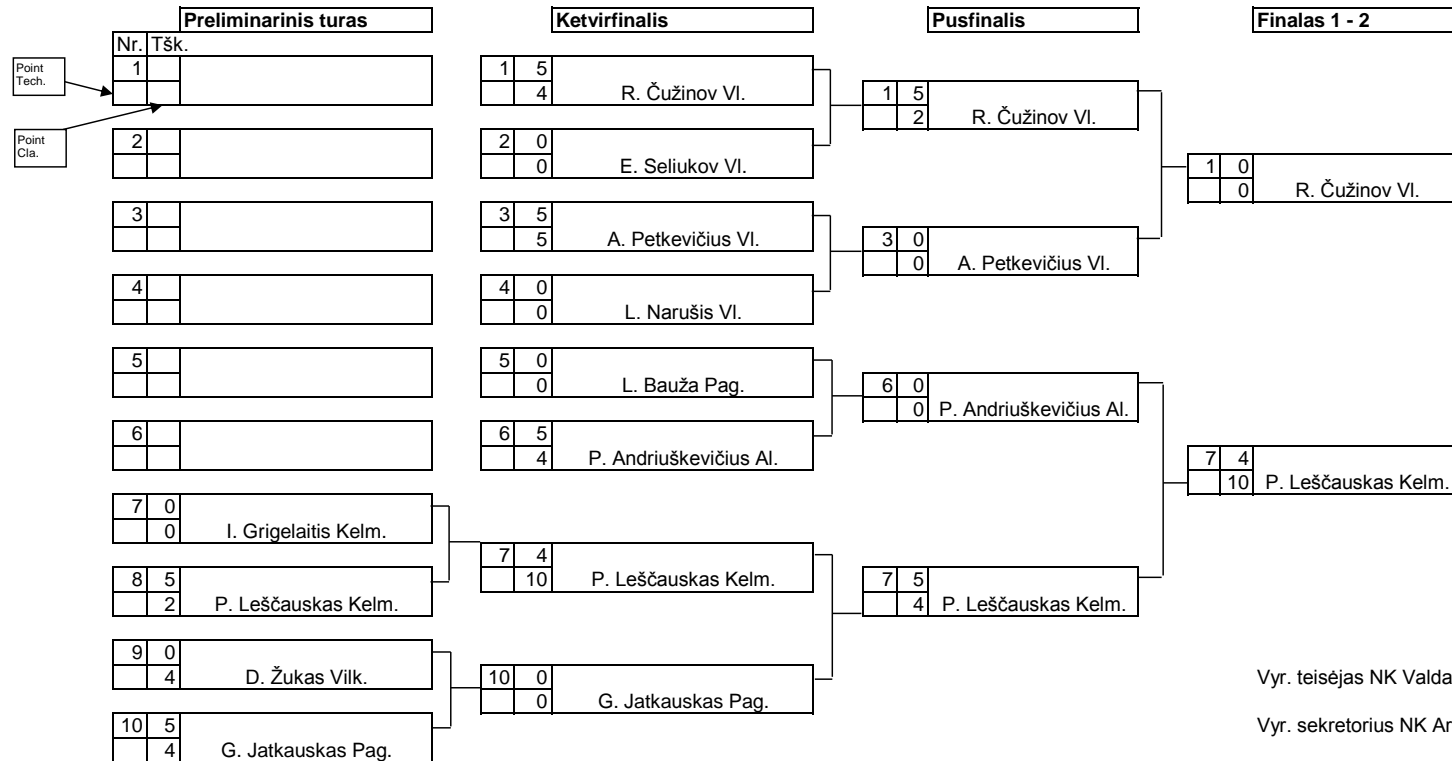 Preliminarinis turas Ketvirfinalis Pusfinalis Finalas 1 - 2
Nr. Tšk.
Point
Tech.
Point
Cla.
1
2
3
4
5
6
7 0
0 I. Grigelaitis Kelm.
8 5
2 P. Leščauskas Kelm.
9 0
4 D. Žukas Vilk.
10 5
4 G. Jatkauskas Pag.
1 5
4 R. Čužinov Vl.
2 0
0 E. Seliukov Vl.
3 5
5 A. Petkevičius Vl.
4 0
0 L. Narušis Vl.
5 0
0 L. Bauža Pag.
6 5
4 P. Andriuškevičius Al.
7 4
10 P. Leščauskas Kelm.
10 0
0 G. Jatkauskas Pag.
1 5
2 R. Čužinov Vl.
3 0
0 A. Petkevičius Vl.
6 0
0 P. Andriuškevičius Al.
7 5
4 P. Leščauskas Kelm.
1 0
0 R. Čužinov Vl.
7 4
10 P. Leščauskas Kelm.
Vyr. teisėjas NK Valda
Vyr. sekretorius NK Ar